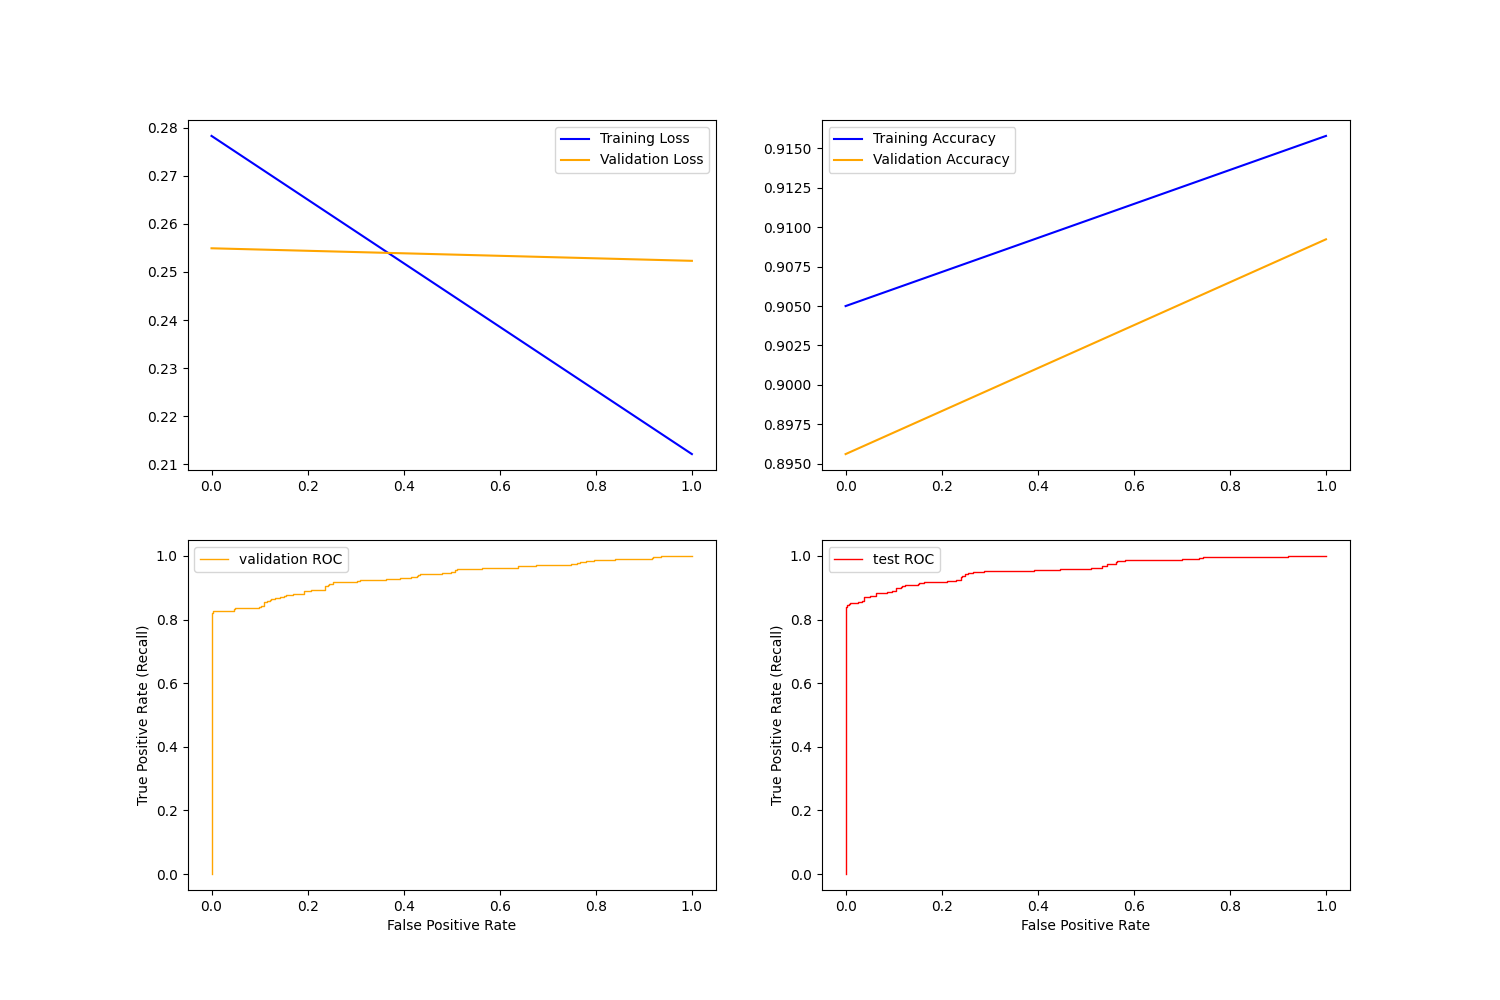 0.28
0.27
0.26
0.25
0.24
0.23
0.22
0.21
0.0 0.2 0.4 0.6 0.8 1.0
Training Loss
Validation Loss
0.9150
0.9125
0.9100
0.9075
0.9050
0.9025
0.9000
0.8975
0.8950
0.0 0.2 0.4 0.6 0.8 1.0
Training Accuracy
Validation Accuracy
True Positive Rate (Recall)
1.0
0.8
0.6
0.4
0.2
0.0
0.0 0.2 0.4 0.6 0.8 1.0
False Positive Rate
validation ROC
True Positive Rate (Recall)
1.0
0.8
0.6
0.4
0.2
0.0
0.0 0.2 0.4 0.6 0.8 1.0
False Positive Rate
test ROC